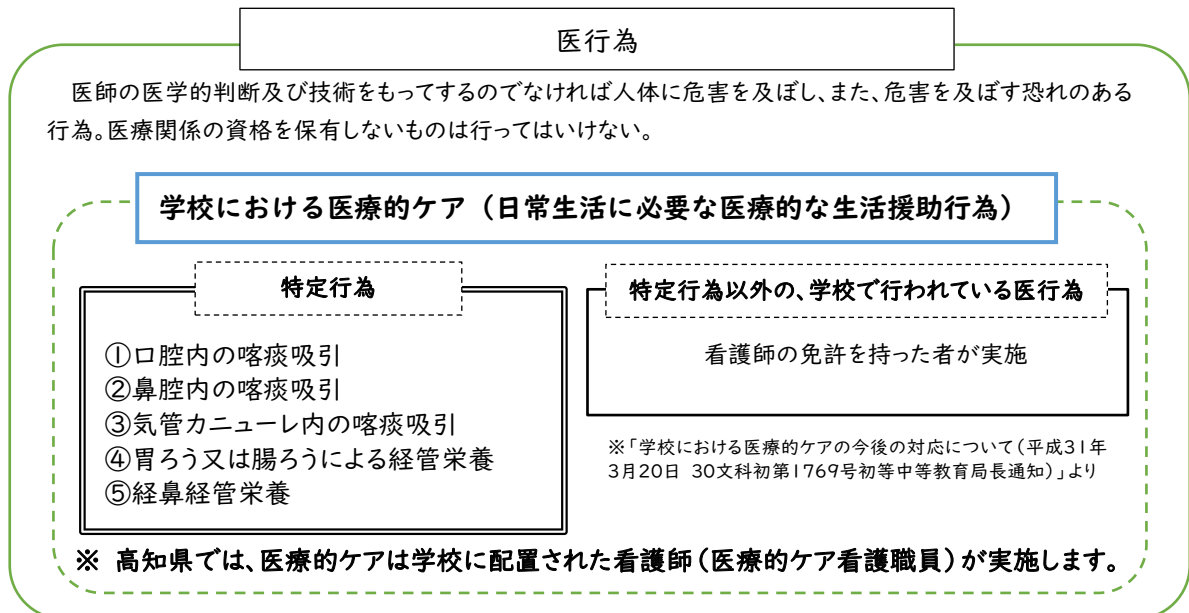 医行為
医師の医学的判断及び技術をもってするのでなければ人体に危害を及ぼし、また、危害を及ぼす恐れのある
行為。医療関係の資格を保有しないものは行ってはいけない。
学校における医療的ケア（日常生活に必要な医療的な生活援助行為）
特定行為
①口腔内の喀痰吸引
②鼻腔内の喀痰吸引
③気管カニューレ内の喀痰吸引
④胃ろう又は腸ろうによる経管栄養
⑤経鼻経管栄養
特定行為以外の、学校で行われている医行為
看護師の免許を持った者が実施
※「学校における医療的ケアの今後の対応について（平成31年
3月20日 30文科初第1769号初等中等教育局長通知）」より
※ 高知県では、医療的ケアは学校に配置された看護師（医療的ケア看護職員）が実施します。